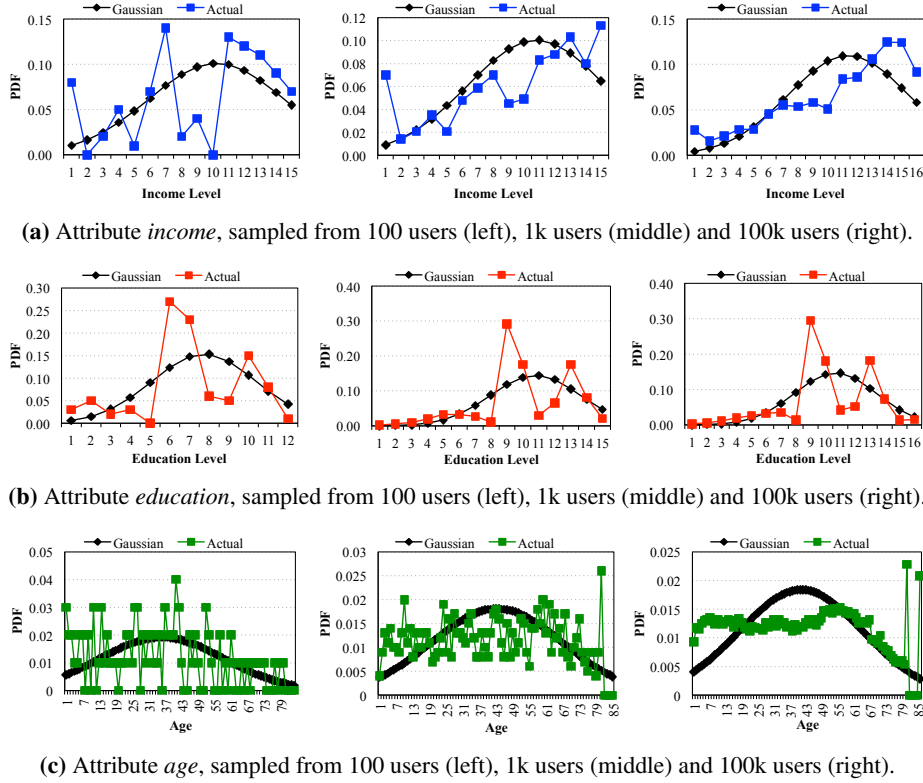 Gaussian Actual
0.15
0.10
0.05
0.00
PDF
1 2 3 4 5 6 7 8 9 10 11 12 13 14 15
Income Level
Gaussian Actual
0.12
0.10
0.08
0.06
0.04
0.02
0.00
PDF
1 2 3 4 5 6 7 8 9 10 11 12 13 14 15
Income Level
Gaussian Actual
0.15
0.10
0.05
0.00
PDF
1 2 3 4 5 6 7 8 9 10 11 12 13 14 15 16
Income Level
(a) Attribute income, sampled from 100 users (left), 1k users (middle) and 100k users (right).
Gaussian Actual
0.30
0.25
0.20
0.15
0.10
0.05
0.00
PDF
1 2 3 4 5 6 7 8 9 10 11 12
Education Level
Gaussian Actual
0.40
0.30
0.20
0.10
0.00
PDF
1 2 3 4 5 6 7 8 9 10 11 12 13 14 15
Education Level
Gaussian Actual
0.40
0.30
0.20
0.10
0.00
PDF
1 2 3 4 5 6 7 8 9 10 11 12 13 14 15 16
Education Level
(b) Attribute education, sampled from 100 users (left), 1k users (middle) and 100k users (right).
Gaussian Actual
0.05
0.04
0.03
0.02
0.01
0
PDF
1 7 13 19 25 31 37 43 49 55 61 67 73 79
Age
Gaussian Actual
0.03
0.025
0.02
0.015
0.01
0.005
0
PDF
1 7 13 19 25 31 37 43 49 55 61 67 73 79 85
Age
Gaussian Actual
0.025
0.02
0.015
0.01
0.005
0
PDF
1 7 13 19 25 31 37 43 49 55 61 67 73 79 85
Age
(c) Attribute age, sampled from 100 users (left), 1k users (middle) and 100k users (right).